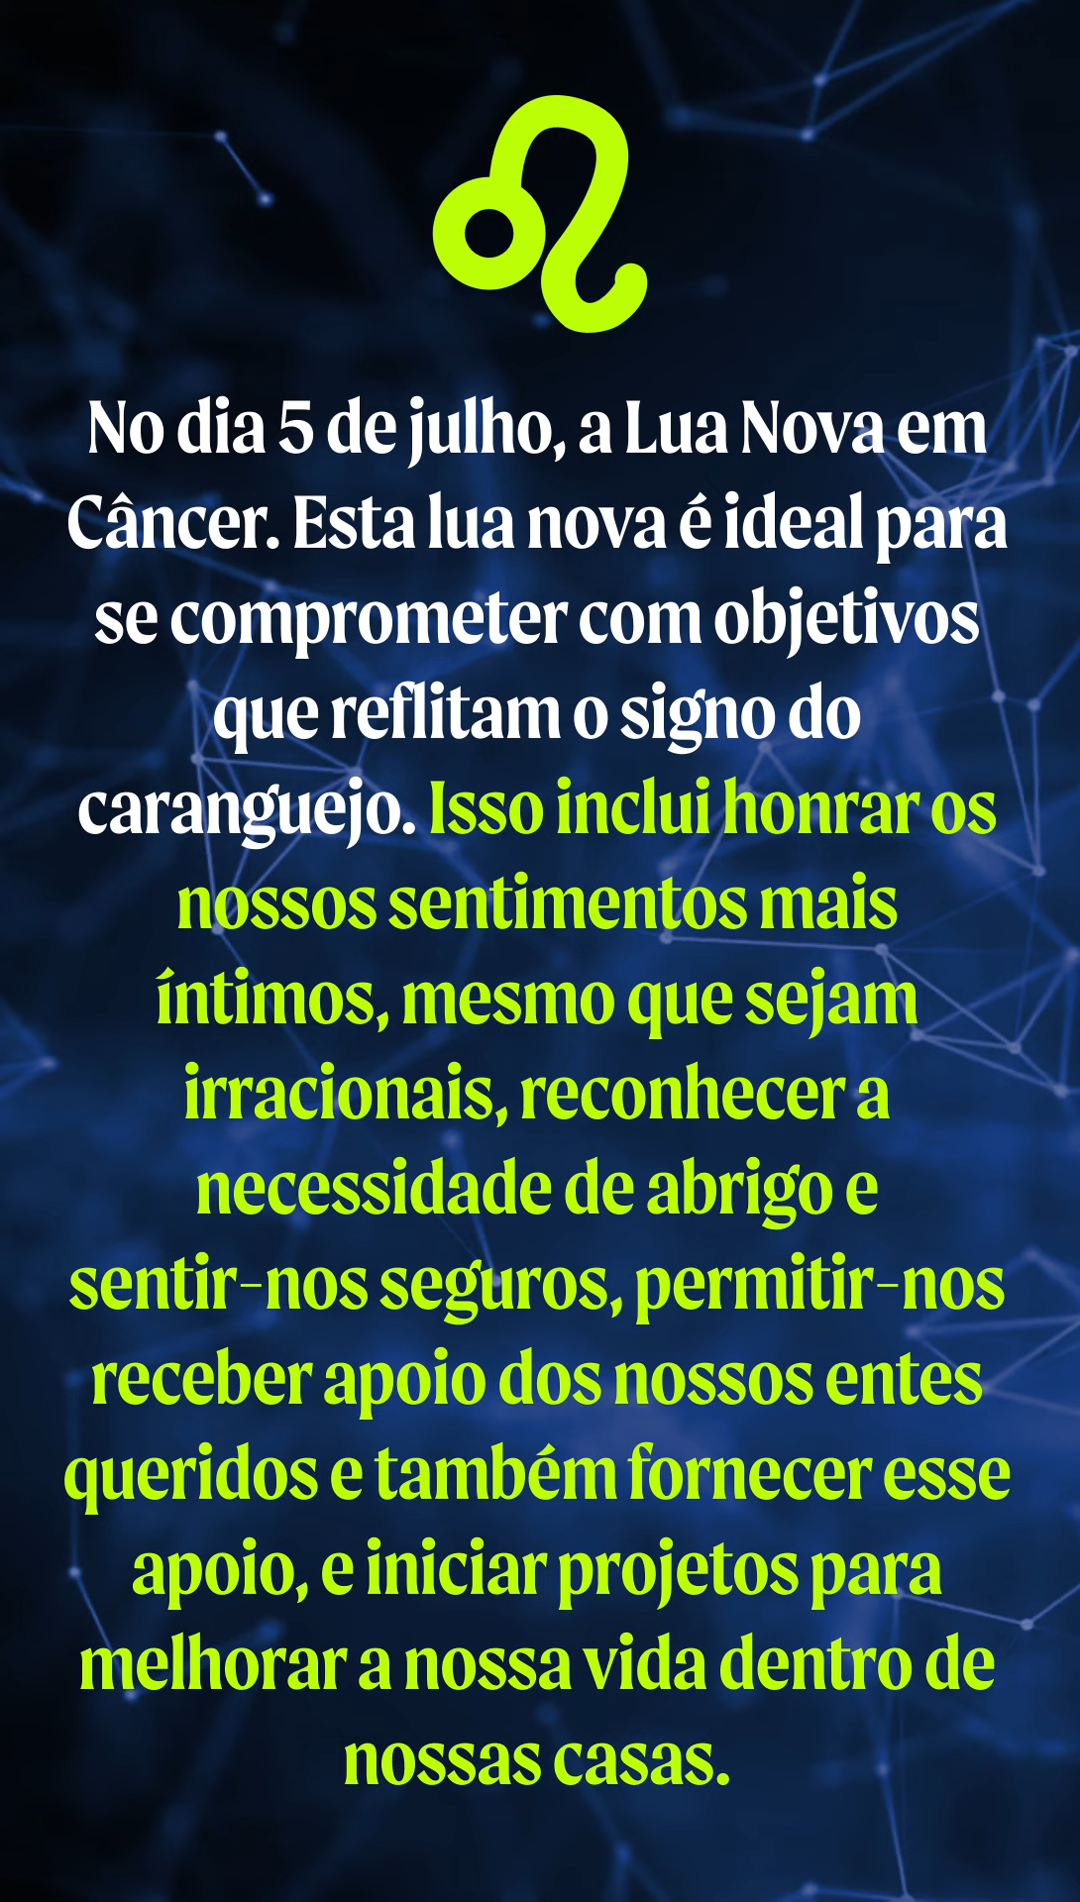 No dia 5 de julho, a Lua Nova em
Câncer. Esta lua nova é ideal para
se comprometer com objetivos
que reflitam o signo do
caranguejo. Isso inclui honrar os
nossos sentimentos mais
íntimos, mesmo que sejam
irracionais, reconhecer a
necessidade de abrigo e
sentir-nos seguros, permitir-nos
receber apoio dos nossos entes
queridos e também fornecer esse
apoio, e iniciar projetos para
melhorar a nossa vida dentro de
nossas casas.